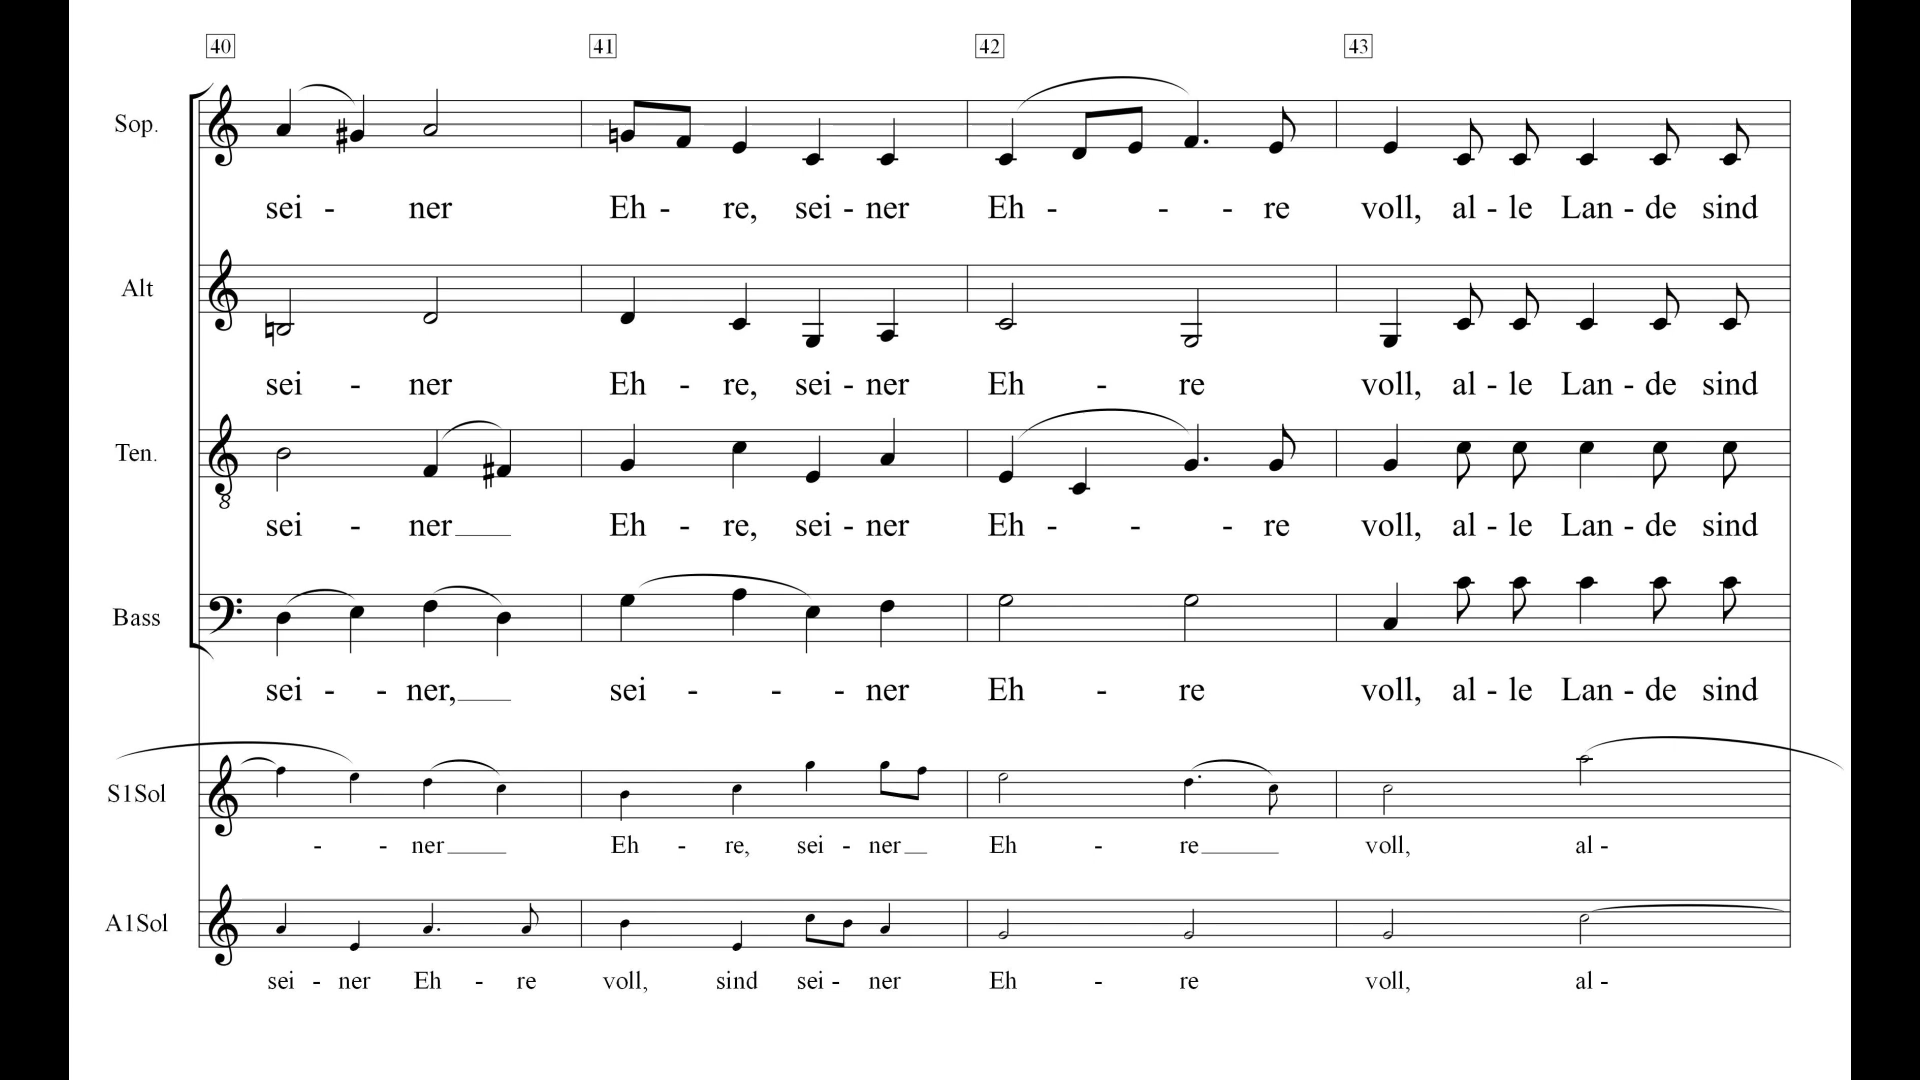 40 41 42 43
Sop.
sei - ner Eh - re, sei - ner Eh - - - re voll, al - le Lan - de sind
Alt
sei - ner Eh - re, sei - ner Eh - re voll, al - le Lan - de sind
Ten.
8
sei - ner Eh - re, sei - ner Eh - - - re voll, al - le Lan - de sind
Bass
sei - - ner, sei - - - ner Eh - re voll, al - le Lan - de sind
S1Sol
- - ner Eh - re, sei - ner Eh - re voll, al -
A1Sol
sei - ner Eh - re voll, sind sei - ner Eh - re voll, al -